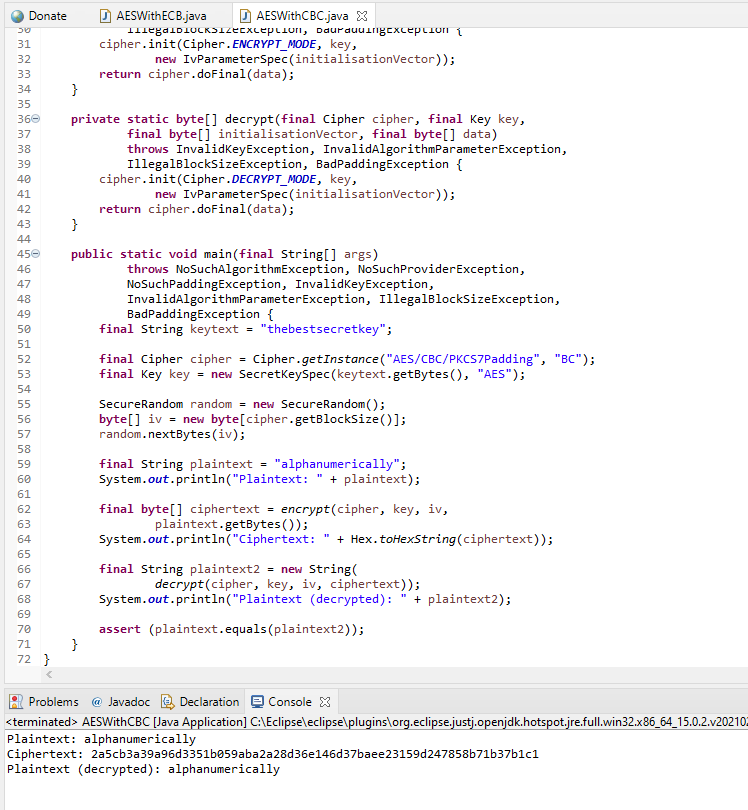 Donate AESWithECB.java AESWithCBC.java
30 IllegalBlockSizeException, BadPaddingException {
31 cipher.init(Cipher.ENCRYPT_MODE, key,
32 new IvParameterSpec(initialisationVector));
33 return cipher.doFinal(data);
34 }
35
36 private static byte[] decrypt(final Cipher cipher, final Key key,
37 final byte[] initialisationVector, final byte[] data)
38 throws InvalidKeyException, InvalidAlgorithmParameterException,
39 IllegalBlockSizeException, BadPaddingException {
40 cipher.init(Cipher.DECRYPT_MODE, key,
41 new IvParameterSpec(initialisationVector));
42 return cipher.doFinal(data);
43 }
44
45 public static void main(final String[] args)
46 throws NoSuchAlgorithmException, NoSuchProviderException,
47 NoSuchPaddingException, InvalidKeyException,
48 InvalidAlgorithmParameterException, IllegalBlockSizeException,
49 BadPaddingException {
50 final String keytext = "thebestsecretkey";
51
52 final Cipher cipher = Cipher.getInstance("AES/CBC/PKCS7Padding", "BC");
53 final Key key = new SecretKeySpec(keytext.getBytes(), "AES");
54
55 SecureRandom random = new SecureRandom();
56 byte[] iv = new byte[cipher.getBlockSize()];
57 random.nextBytes(iv);
58
59 final String plaintext = "alphanumerically";
60 System.out.println("Plaintext: " + plaintext);
61
62 final byte[] ciphertext = encrypt(cipher, key, iv,
63 plaintext.getBytes());
64 System.out.println("Ciphertext: " + Hex.toHexString(ciphertext));
65
66 final String plaintext2 = new String(
67 decrypt(cipher, key, iv, ciphertext));
68 System.out.println("Plaintext (decrypted): " + plaintext2);
69
70 assert (plaintext.equals(plaintext2));
71 }
72 }
Problems @ Javadoc Declaration Console
<terminated> AESWithCBC [Java Application] C:\Eclipse\eclipse\plugins\org.eclipse.justj.openjdk.hotspot.jre.full.win32.x86_64_15.0.2.v202102
Plaintext: alphanumerically
Ciphertext: 2a5cb3a39a96d3351b059aba2a28d36e146d37baee23159d247858b71b37b1c1
Plaintext (decrypted): alphanumerically